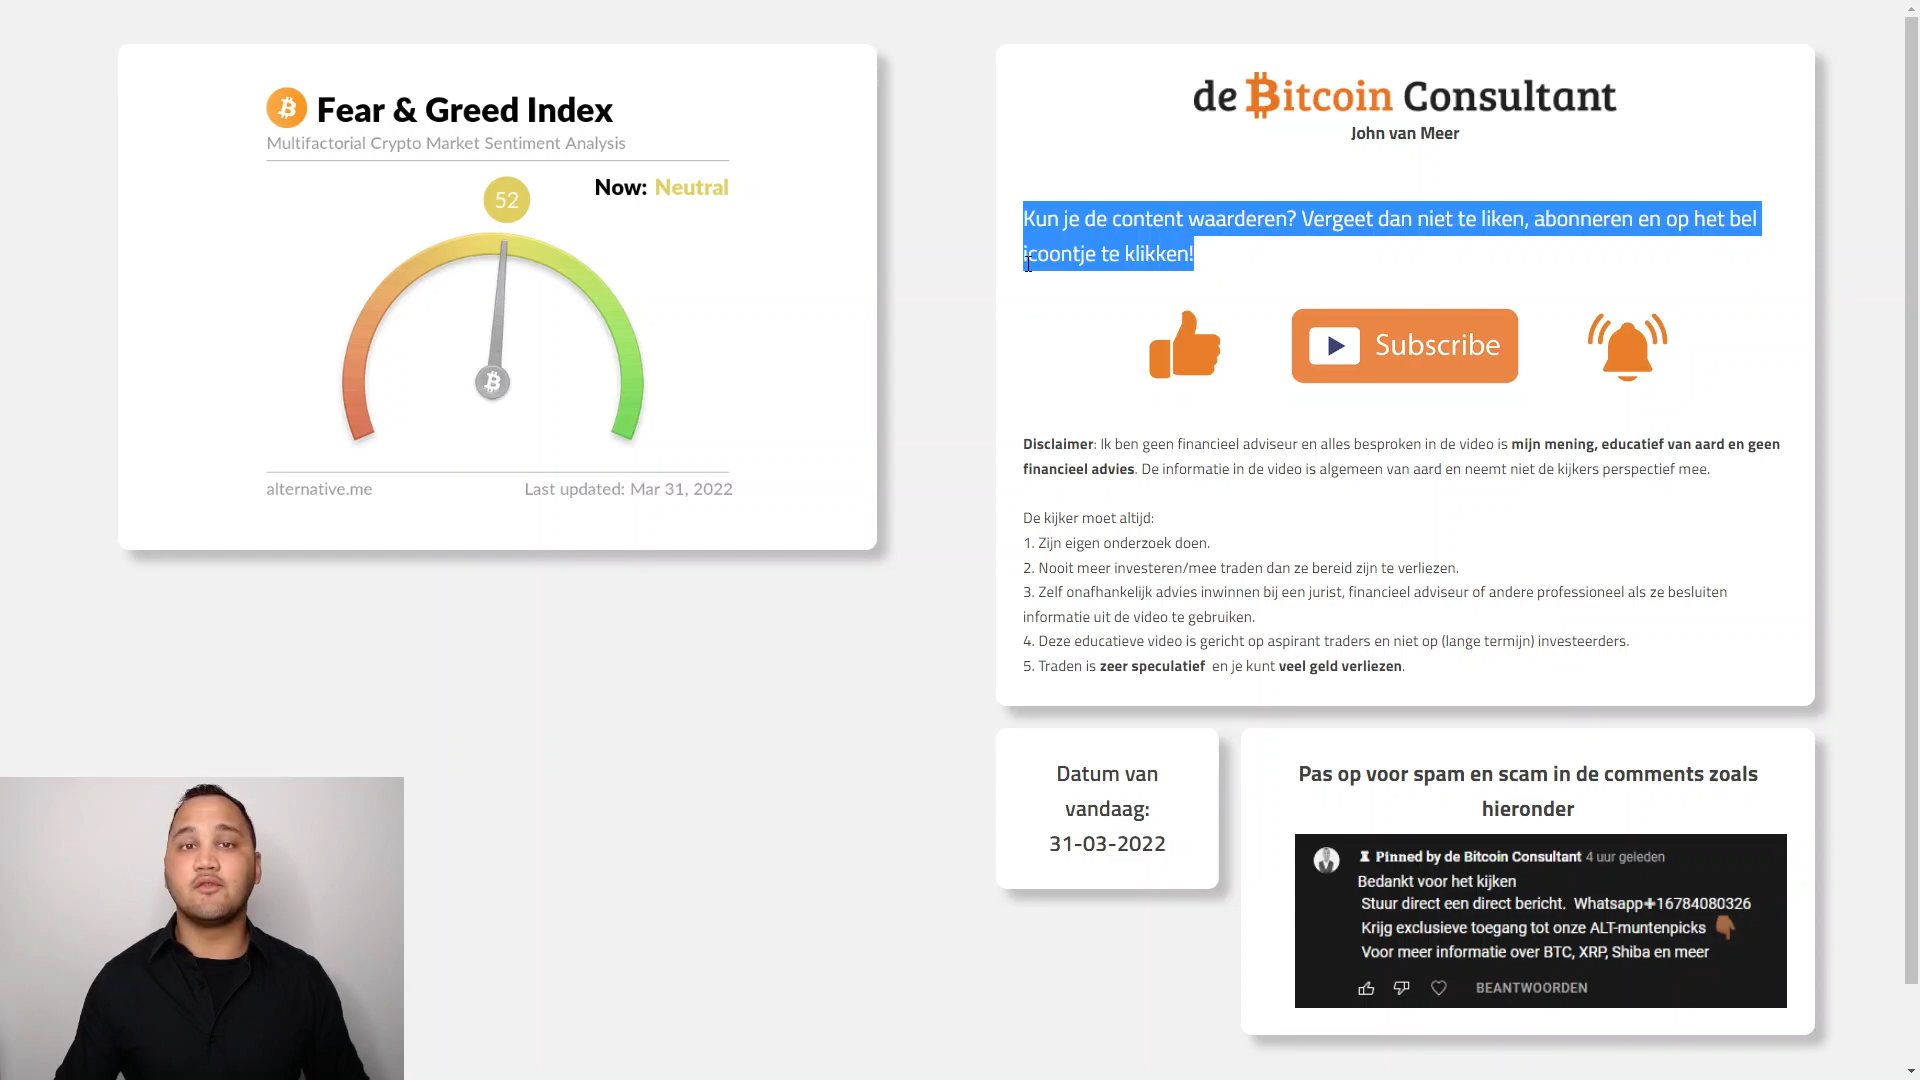 Fear & Greed Index
Multifactorial Crypto Market Sentiment Analysis
Now: Neutral
52
alternative.me
Last updated: Mar 31, 2022
de Bitcoin Consultant
John van Meer
Kun je de content waarderen? Vergeet dan niet te liken, abonneren en op het bel
icoontje te klikken!
Subscribe
Disclaimer: Ik ben geen financieel adviseur en alles besproken in de video is mijn mening, educatief van aard en geen
financieel advies. De informatie in de video is algemeen van aard en neemt niet de kijkers perspectief mee.
De kijker moet altijd:
1. Zijn eigen onderzoek doen.
2. Nooit meer investeren/mee traden dan ze bereid zijn te verliezen.
3. Zelf onafhankelijk advies inwinnen bij een jurist, financieel adviseur of andere professioneel als ze besluiten
informatie uit de video te gebruiken.
4. Deze educatieve video is gericht op aspirant traders en niet op (lange termijn) investeerders.
5. Traden is zeer speculatief en je kunt veel geld verliezen.
Datum van
vandaag:
31-03-2022
Pas op voor spam en scam in de comments zoals
hieronder
Pinned by de Bitcoin Consultant 4 uur geleden
Bedankt voor het kijken
Stuur direct een direct bericht. Whatsapp+16784080326
Krijg exclusieve toegang tot onze ALT-muntenpicks
Voor meer informatie over BTC, XRP, Shiba en meer
BEANTWOORDEN